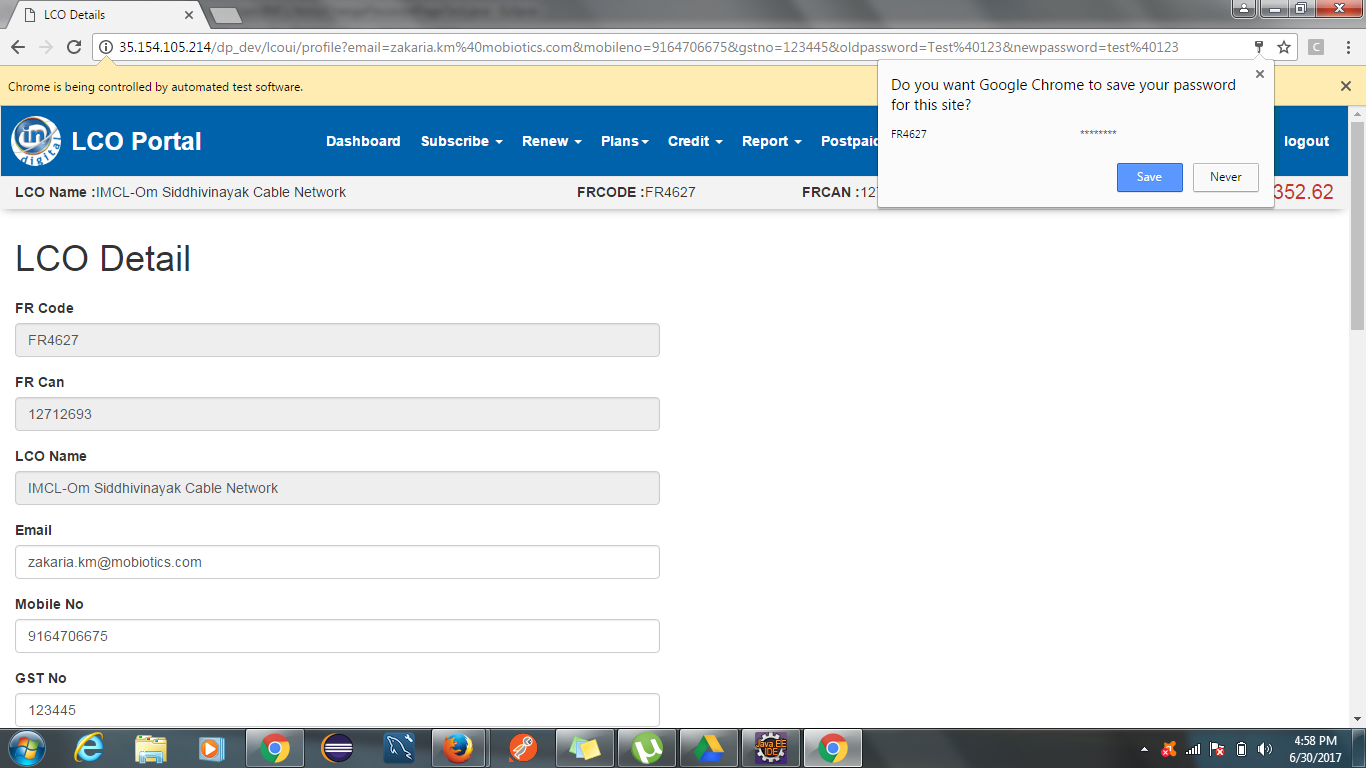 LCO Details
35.154.105.214/dp_dev/lcoui/profile?email=zakaria.km%40mobiotics.com&mobileno=9164706675&gstno=123445&oldpassword=Test%40123&newpassword=test%40123
Chrome is being controlled by automated test software.
Do you want Google Chrome to save your password
for this site?
FR4627 ********
Save Never
in digital LCO Portal Dashboard Subscribe Renew Plans Credit Report Postpaid logout
LCO Name :IMCL-Om Siddhivinayak Cable Network FRCODE :FR4627 FRCAN :127 352.62
LCO Detail
FR Code
FR4627
FR Can
12712693
LCO Name
IMCL-Om Siddhivinayak Cable Network
Email
zakaria.km@mobiotics.com
Mobile No
9164706675
GST No
123445
Java EE
IDE
4:58 PM
6/30/2017